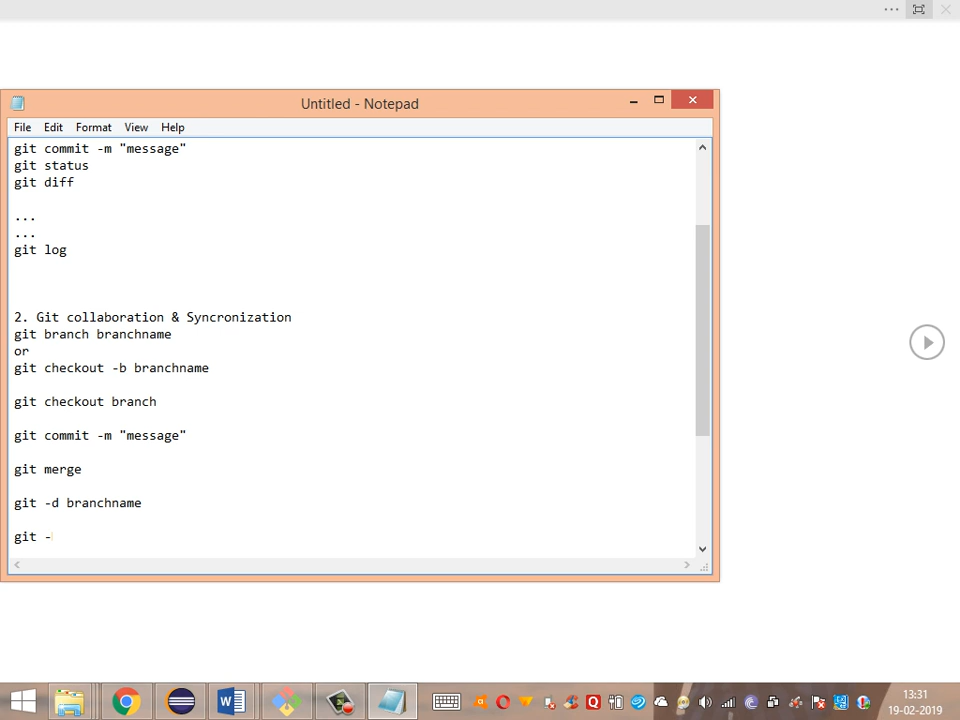 Untitled - Notepad
File Edit Format View Help
git commit -m "message"
git status
git diff
...
...
git log
2. Git collaboration & Syncronization
git branch branchname
or
git checkout -b branchname
git checkout branch
git commit -m "message"
git merge
git -d branchname
git -
13:31
19-02-2019